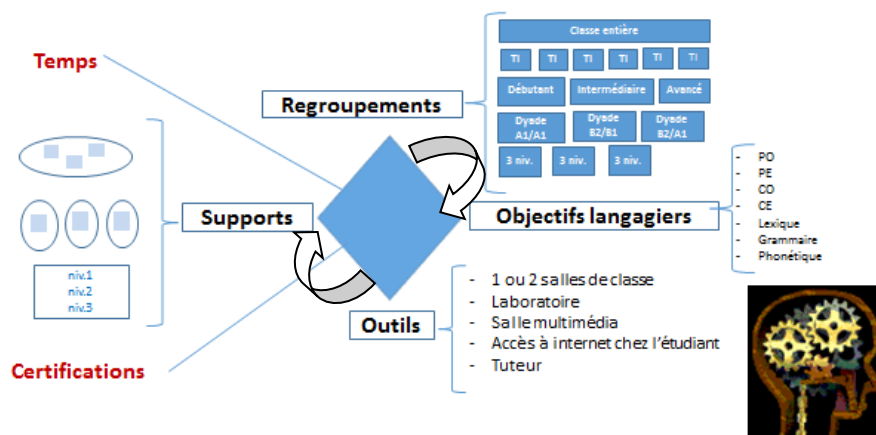 Temps
Regroupements
Classe entière
TI TI TI TI TI TI
Débutant Intermédiaire Avancé
Dyade A1/A1
Dyade B2/B1
Dyade B2/A1
3 niv. 3 niv. 3 niv.
Supports
niv.1
niv.2
niv.3
Objectifs langagiers
- PO
- PE
- CO
- CE
- Lexique
- Grammaire
- Phonétique
Outils
- 1 ou 2 salles de classe
- Laboratoire
- Salle multimédia
- Accès à internet chez l'étudiant
- Tuteur
Certifications